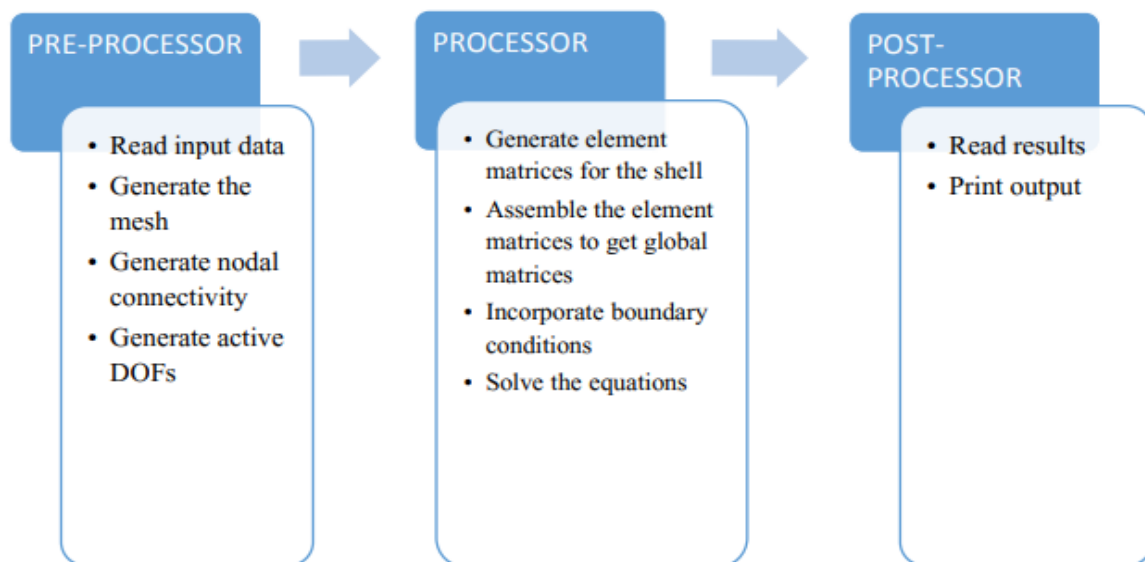 PRE-PROCESSOR
• Read input data
• Generate the
mesh
• Generate nodal
connectivity
• Generate active
DOFs
PROCESSOR
• Generate element
matrices for the shell
• Assemble the element
matrices to get global
matrices
• Incorporate boundary
conditions
• Solve the equations
POST-
PROCESSOR
• Read results
• Print output